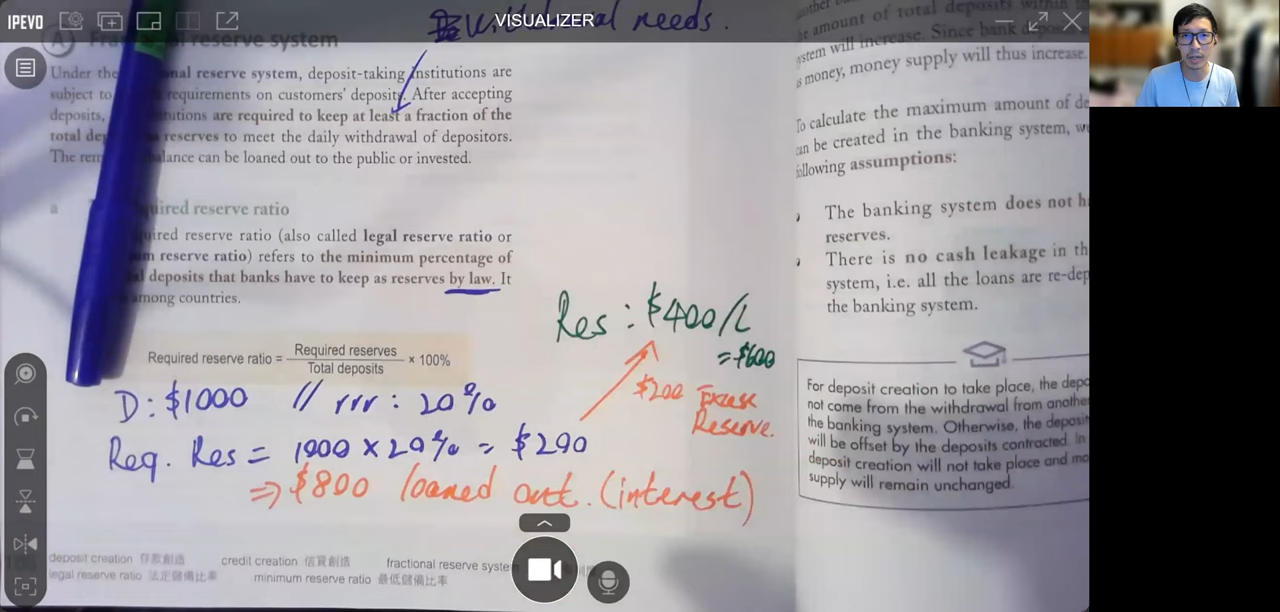 IPEVO
VISUALIZER
withdrawal needs.
A Fractional reserve system
Under the fractional reserve system, deposit-taking institutions are
subject to requirements on customers' deposits. After accepting
deposits, institutions are required to keep at least a fraction of the
total deposits as reserves to meet the daily withdrawal of depositors.
The remaining balance can be loaned out to the public or invested.
a Required reserve ratio
required reserve ratio (also called legal reserve ratio or
minimum reserve ratio) refers to the minimum percentage of
total deposits that banks have to keep as reserves by law. It
among countries.
Required reserve ratio = Required reserves / Total deposits × 100%
D : $1000 // rrr : 20%
Req. Res = 1000 × 20% = $200
⇒ $800 loaned out. (interest)
Res : $400 / L
= $600
$200 Excess
Reserve.
deposit creation 存款創造 credit creation 信貸創造 fractional reserve system
legal reserve ratio 法定儲備比率 minimum reserve ratio 最低儲備比率
amount of total deposits within
system will increase. Since bank
is money, money supply will thus increase.
To calculate the maximum amount of
can be created in the banking system, we
following assumptions:
The banking system does not
reserves.
There is no cash leakage in the
system, i.e. all the loans are
the banking system.
For deposit creation to take place, the
not come from the withdrawal from another
the banking system. Otherwise, the
will be offset by the deposits contracted. In
deposit creation will not take place and
supply will remain unchanged.